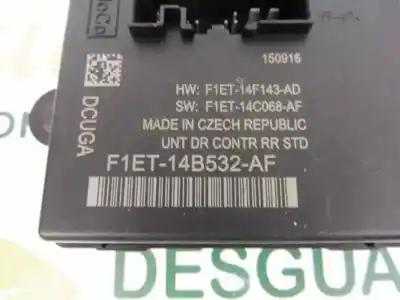 150916
HW: F1ET-14F143-AD
SW: F1ET-14C068-AF
MADE IN CZECH REPUBLIC
UNT DR CONTR RR STD
DCUGA
F1ET-14B532-AF
DESGUA